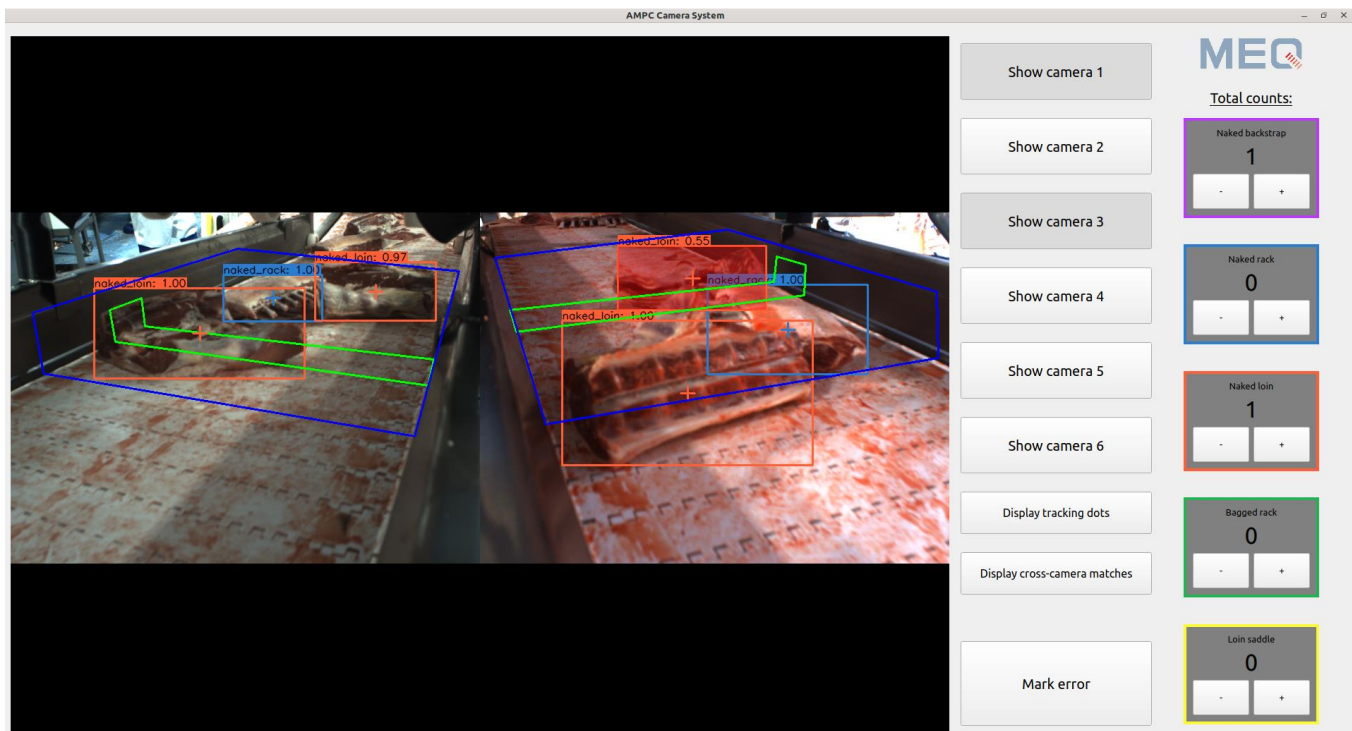 AMPC Camera System
naked_loin: 1.00
naked_rack: 1.00
naked_loin: 0.97
naked_loin: 0.55
naked_rack: 1.00
naked_loin: 1.00
Show camera 1
Show camera 2
Show camera 3
Show camera 4
Show camera 5
Show camera 6
Display tracking dots
Display cross-camera matches
Mark error
MEQ
Total counts:
Naked backstrap
1
- +
Naked rack
0
- +
Naked loin
1
- +
Bagged rack
0
- +
Loin saddle
0
- +